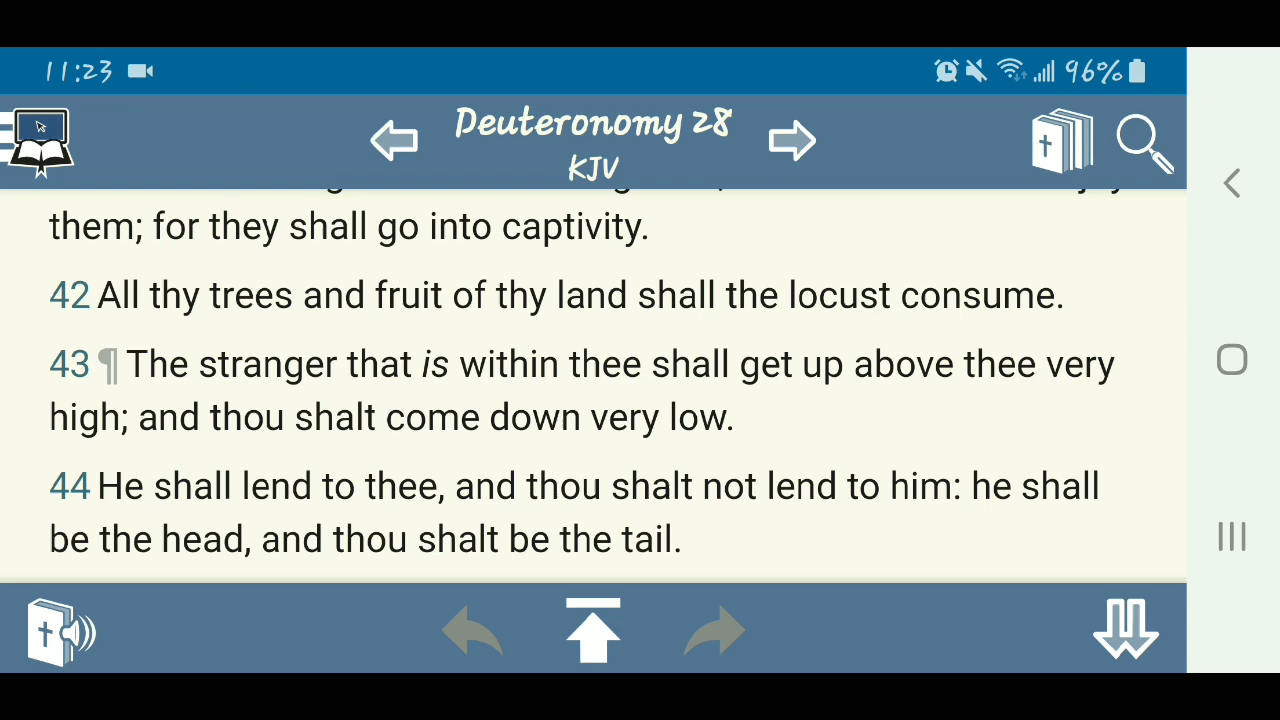 11:23
96%
Deuteronomy 28
KJV
them; for they shall go into captivity.
42 All thy trees and fruit of thy land shall the locust consume.
43 ¶ The stranger that is within thee shall get up above thee very
high; and thou shalt come down very low.
44 He shall lend to thee, and thou shalt not lend to him: he shall
be the head, and thou shalt be the tail.